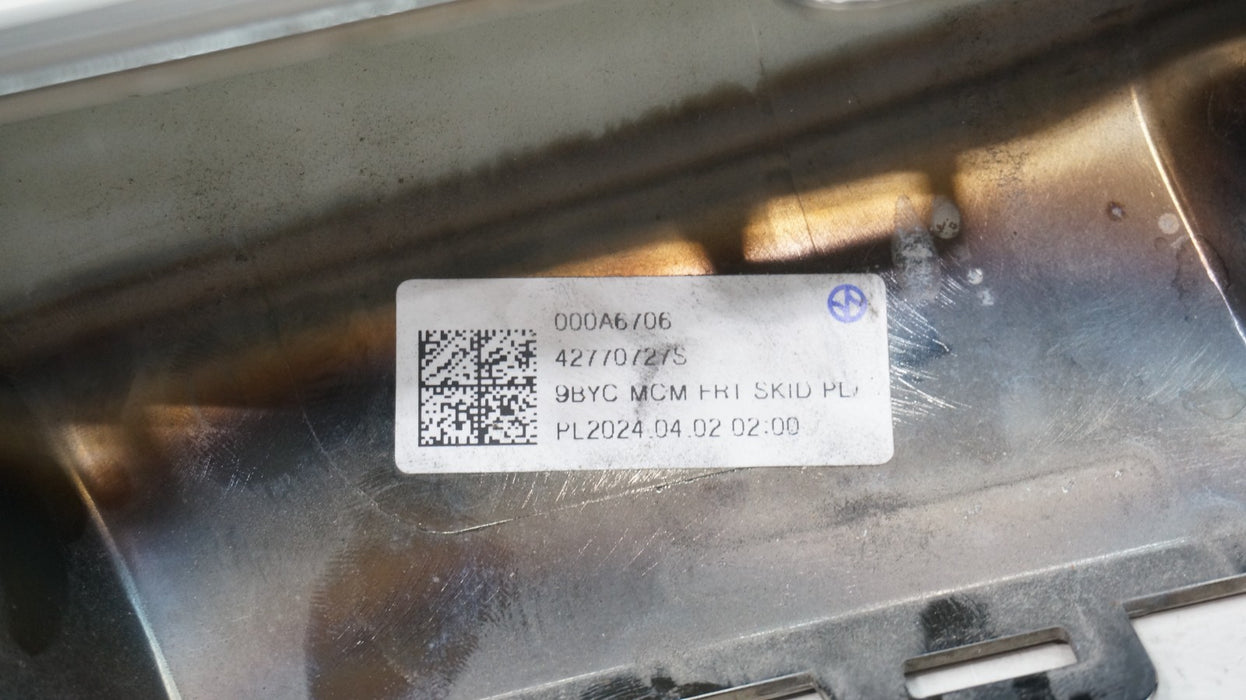 000A6706
42770727S
9BYC MCM FRT SKID PL
PL2024.04.02 02:00